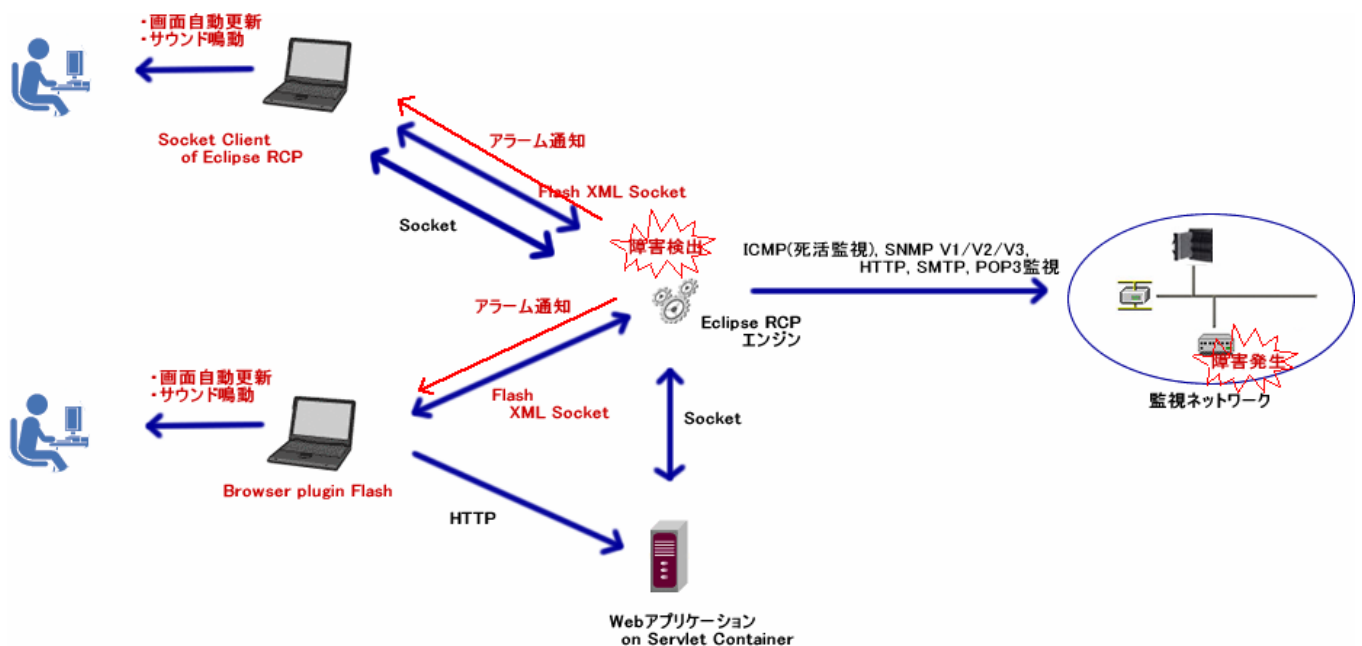 ・画面自動更新
・サウンド鳴動
Socket Client
of Eclipse RCP
アラーム通知
Flash XML Socket
Socket
障害検出
ICMP(死活監視), SNMP V1/V2/V3,
HTTP, SMTP, POP3監視
アラーム通知
Eclipse RCP
エンジン
障害発生
監視ネットワーク
・画面自動更新
・サウンド鳴動
Flash
XML Socket
Socket
Browser plugin Flash
HTTP
Webアプリケーション
on Servlet Container